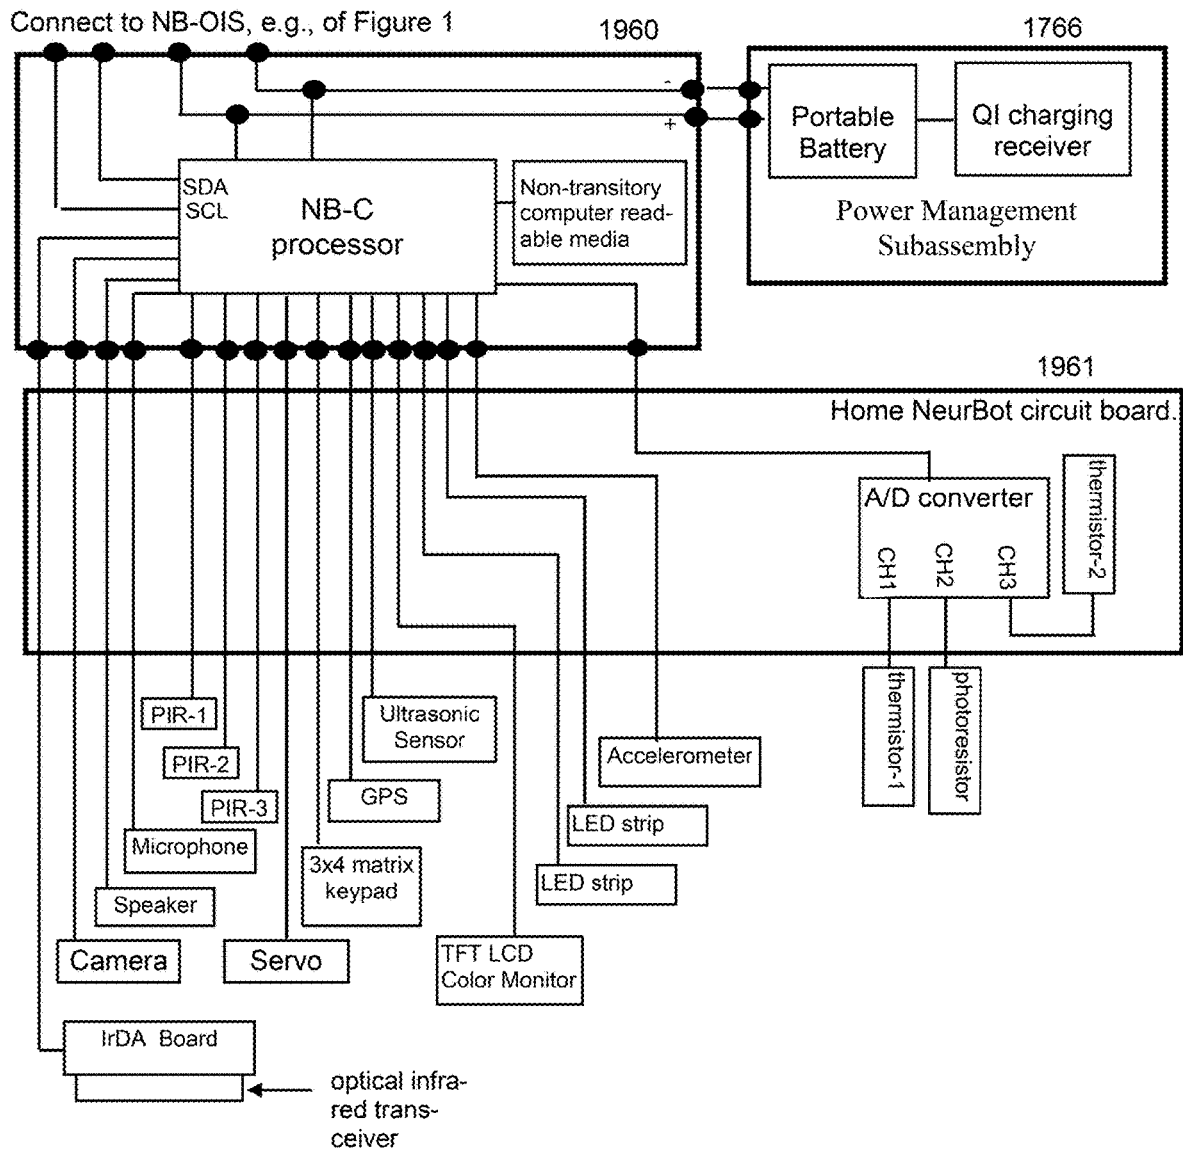 Connect to NB-OIS, e.g., of Figure 1
1960
1766
-
+
Portable
Battery
QI charging
receiver
Power Management
Subassembly
SDA
SCL
NB-C
processor
Non-transitory
computer read-
able media
1961
Home NeurBot circuit board.
A/D converter
CH1
CH2
CH3
thermistor-2
thermistor-1
photoresistor
PIR-1
PIR-2
PIR-3
Ultrasonic
Sensor
GPS
Accelerometer
LED strip
LED strip
Microphone
3x4 matrix
keypad
Speaker
Camera
Servo
TFT LCD
Color Monitor
IrDA Board
optical infra-
red trans-
ceiver